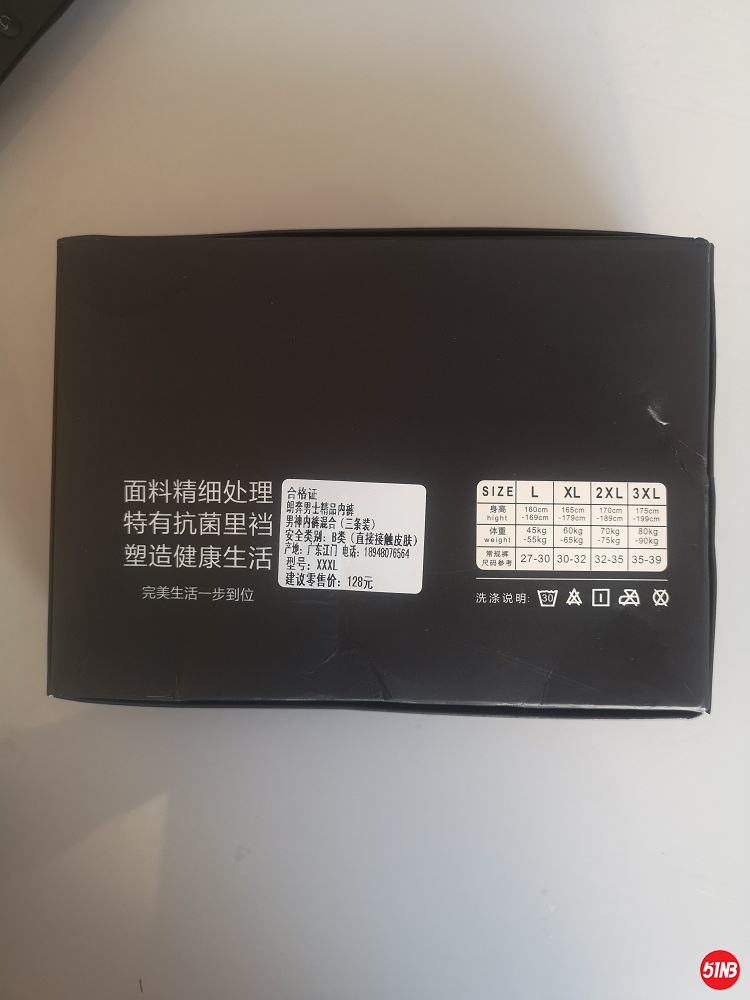 面料精细处理
特有抗菌里裆
塑造健康生活
完美生活一步到位
合格证
朗奔男士精品内裤
男裤内裤混合（三条装）
安全类别：B类（直接接触皮肤）
产地：广东江门 电话：18948076564
型号：XXXL
建议零售价：128元
SIZE L XL 2XL 3XL
身高 hight 160cm -169cm 165cm -179cm 170cm -189cm 175cm -199cm
体重 weight 45kg -55kg 60kg -65kg 70kg -75kg 80kg -90kg
常规裤 尺码参考 27-30 30-32 32-35 35-39
洗涤说明: 30
51NB